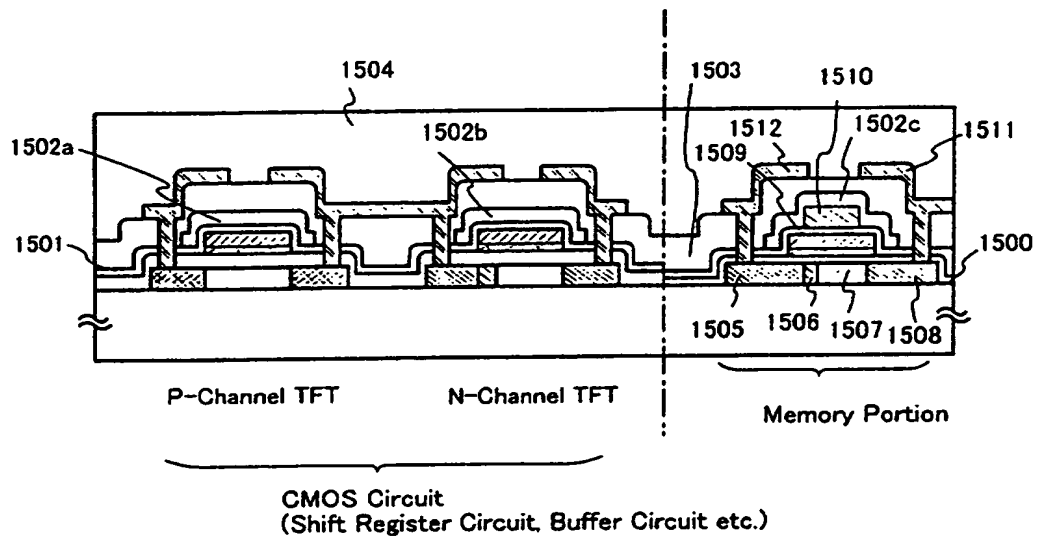 1504
1503
1510
1502a
1502b
1512
1502c
1509
1511
1501
1500
1505
1506
1507
1508
P-Channel TFT
N-Channel TFT
Memory Portion
CMOS Circuit
(Shift Register Circuit, Buffer Circuit etc.)